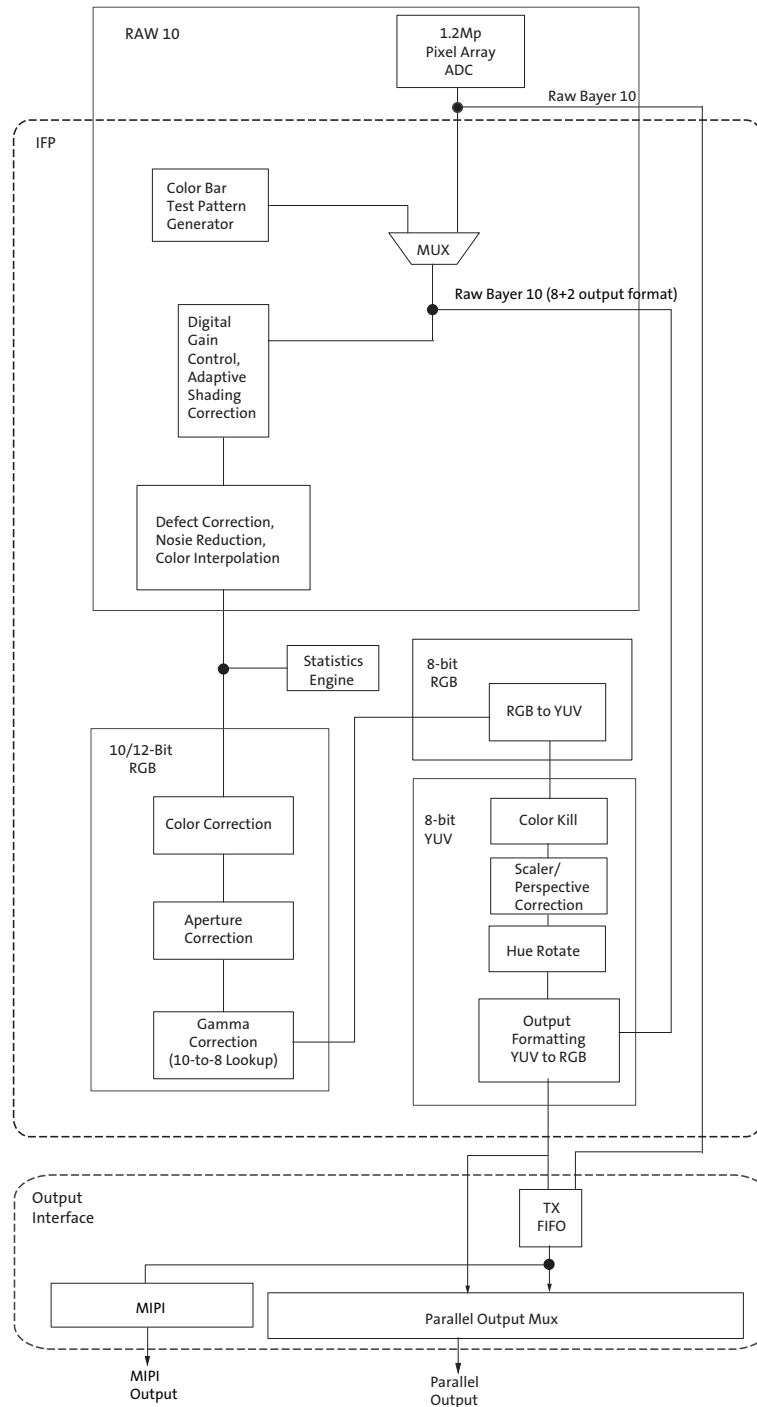 RAW 10
1.2Mp
Pixel Array
ADC
Raw Bayer 10
IFP
Color Bar
Test Pattern
Generator
MUX
Raw Bayer 10 (8+2 output format)
Digital
Gain
Control,
Adaptive
Shading
Correction
Defect Correction,
Nosie Reduction,
Color Interpolation
Statistics
Engine
8-bit
RGB
RGB to YUV
10/12-Bit
RGB
8-bit
YUV
Color Correction
Color Kill
Scaler/
Perspective
Correction
Aperture
Correction
Hue Rotate
Gamma
Correction
(10-to-8 Lookup)
Output
Formatting
YUV to RGB
Output
Interface
TX
FIFO
MIPI
Parallel Output Mux
MIPI
Output
Parallel
Output